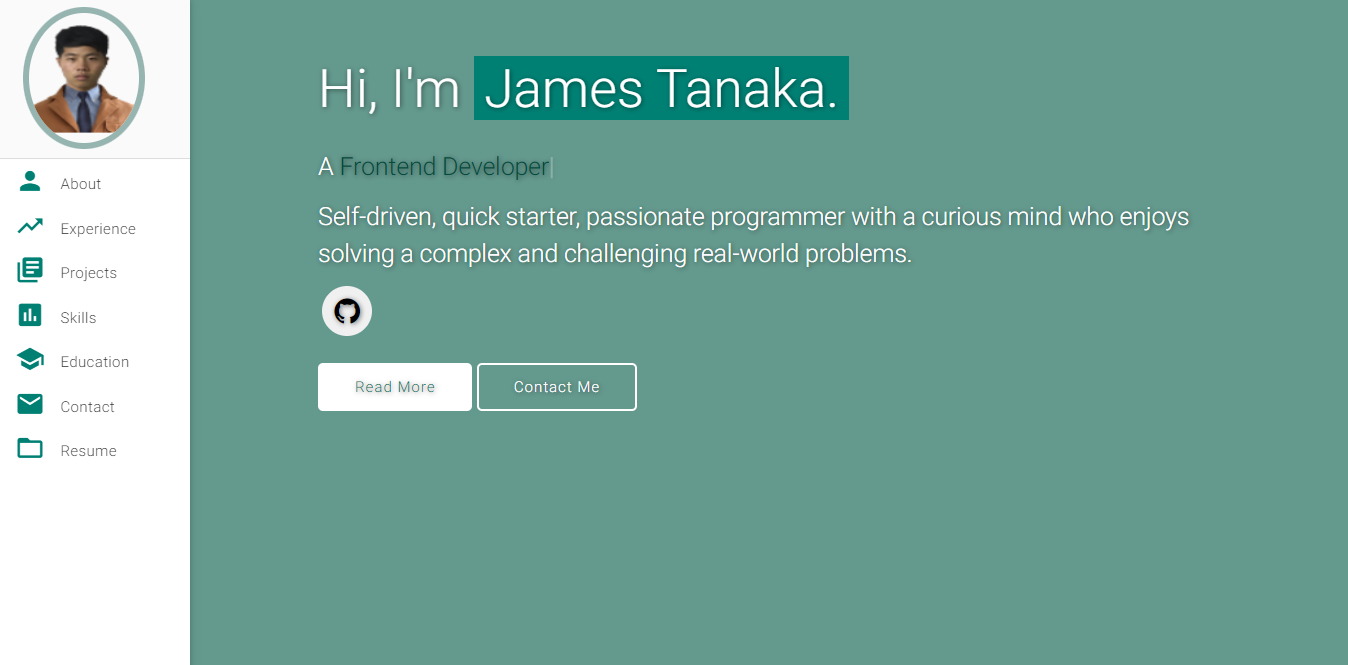 About
Experience
Projects
Skills
Education
Contact
Resume
Hi, I'm James Tanaka.
A Frontend Developer|
Self-driven, quick starter, passionate programmer with a curious mind who enjoys
solving a complex and challenging real-world problems.
Read More
Contact Me